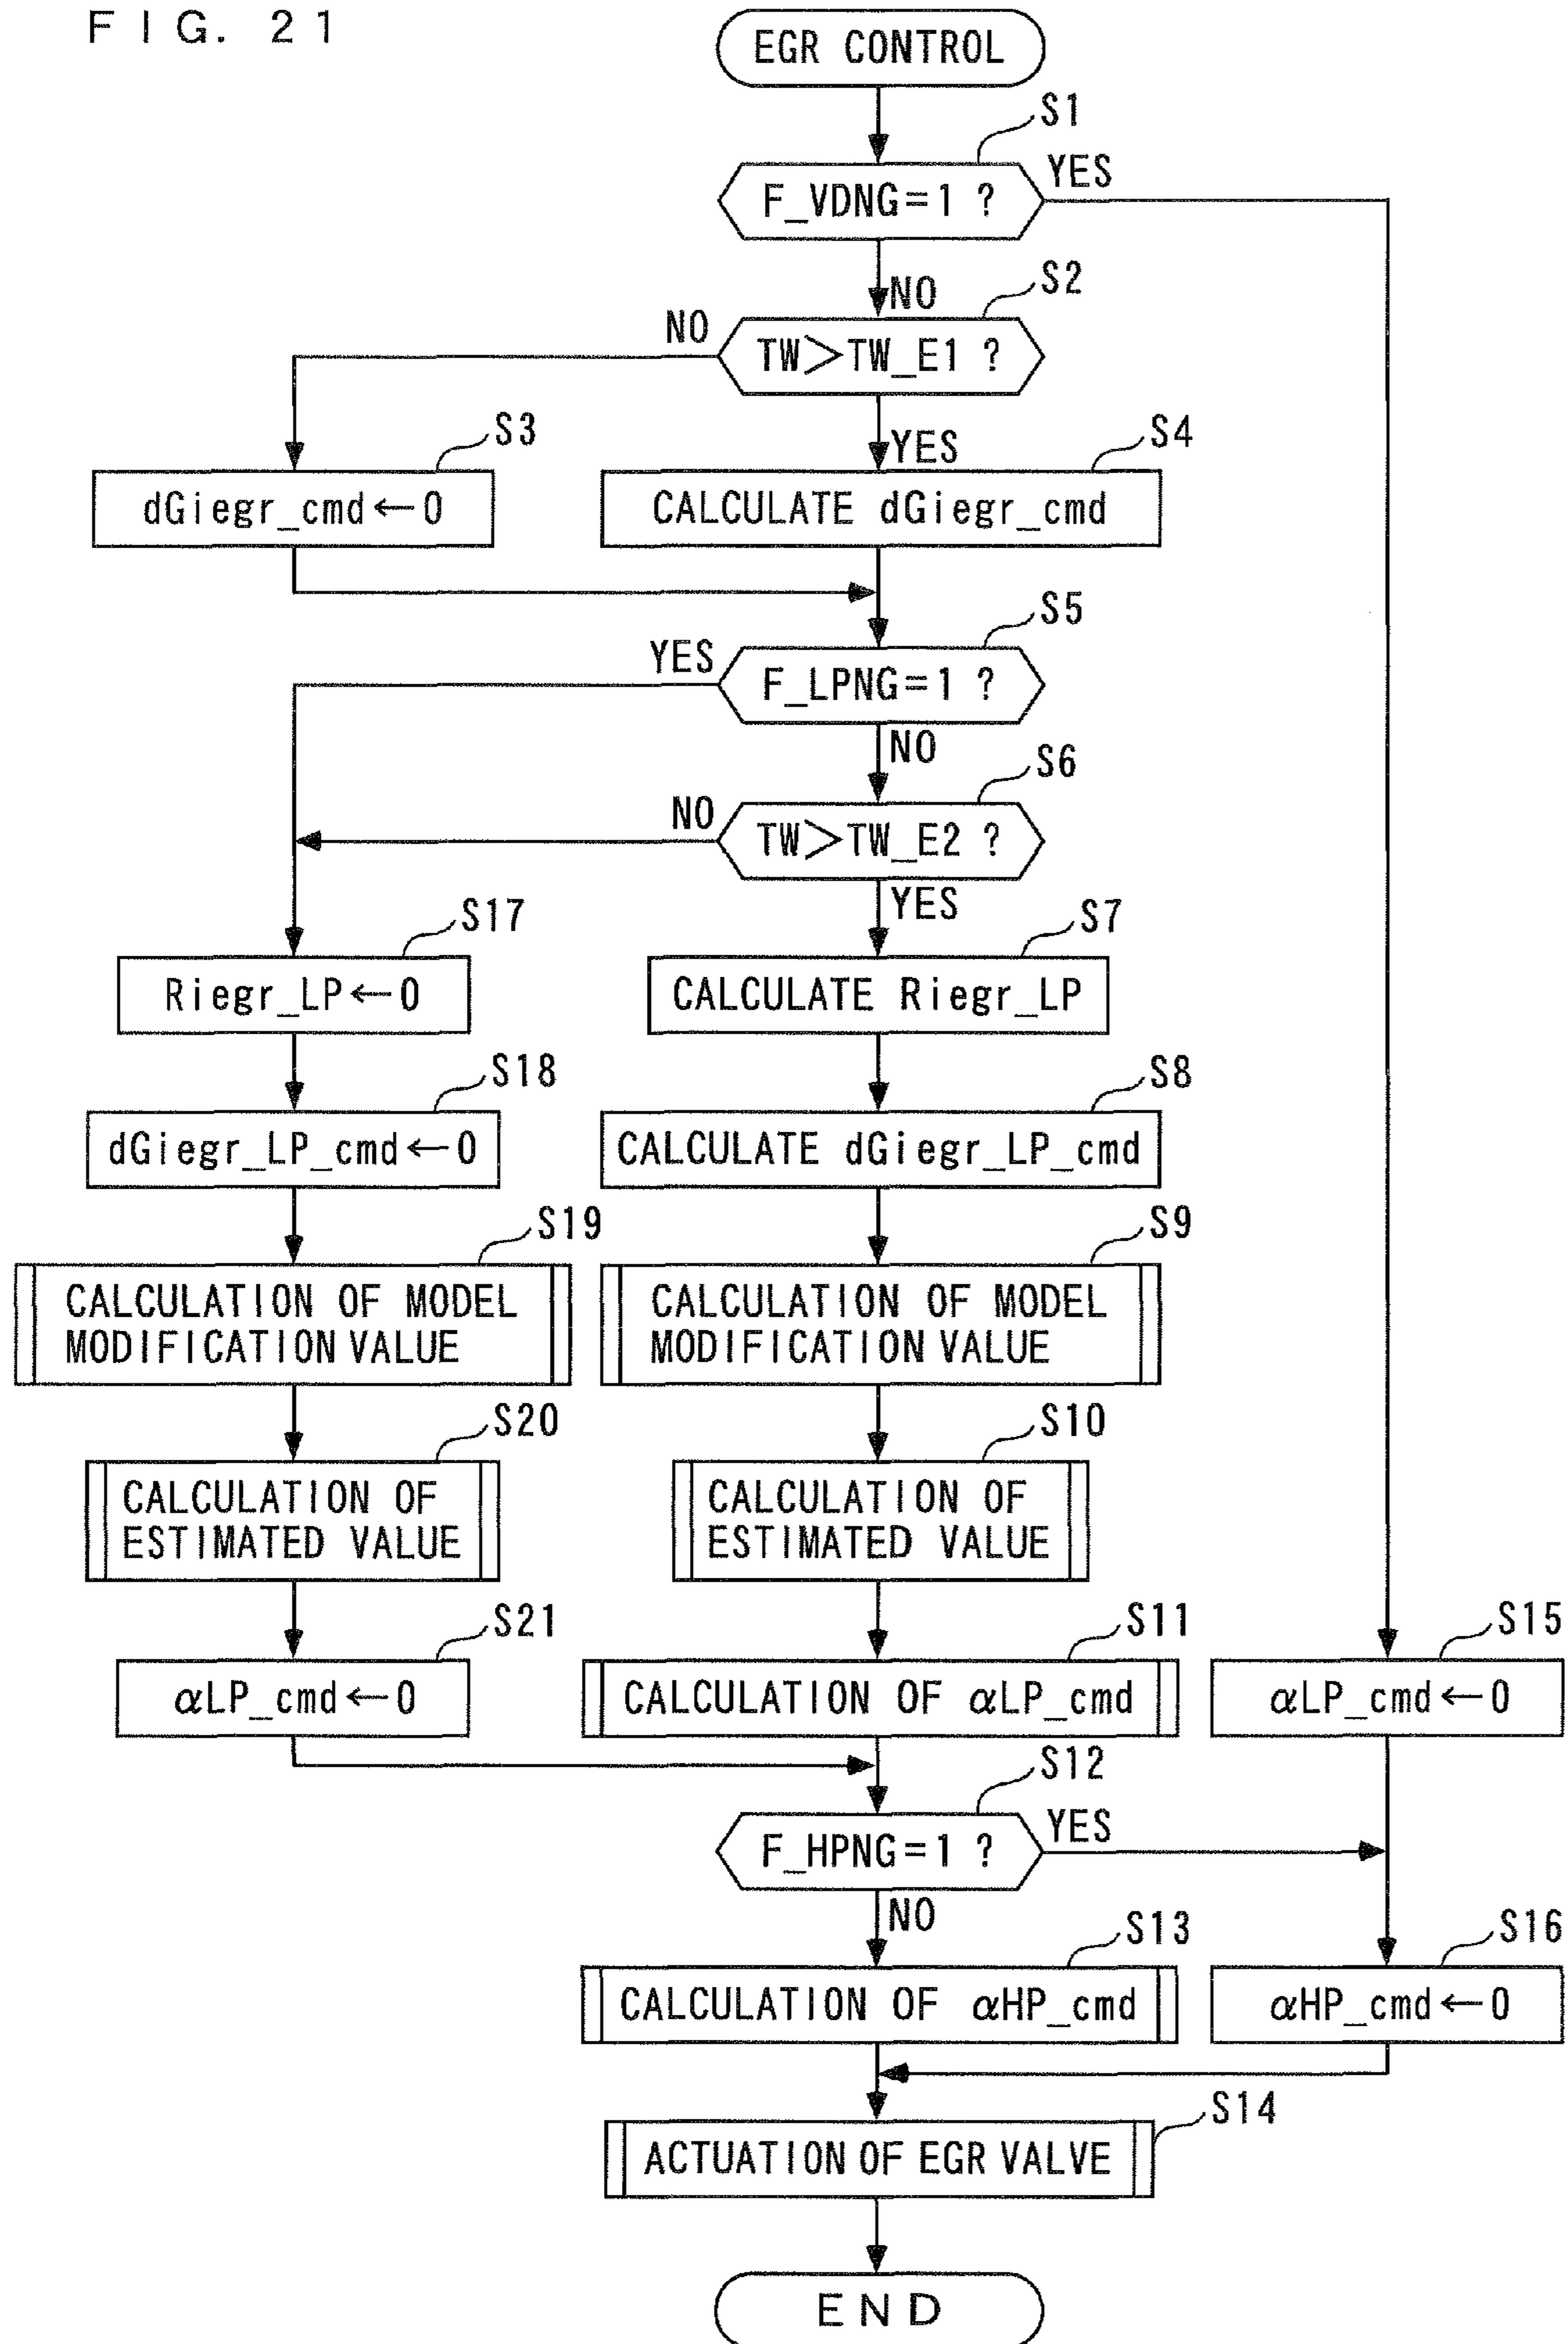 FIG. 21
EGR CONTROL
S1
F_VDNG=1 ?
YES
NO
S2
TW>TW_E1 ?
NO
YES
S3
dGiegr_cmd←0
S4
CALCULATE dGiegr_cmd
S5
F_LPNG=1 ?
YES
NO
S6
TW>TW_E2 ?
NO
YES
S17
Riegr_LP←0
S7
CALCULATE Riegr_LP
S18
dGiegr_LP_cmd←0
S8
CALCULATE dGiegr_LP_cmd
S19
CALCULATION OF MODEL
MODIFICATION VALUE
S9
CALCULATION OF MODEL
MODIFICATION VALUE
S20
CALCULATION OF
ESTIMATED VALUE
S10
CALCULATION OF
ESTIMATED VALUE
S21
αLP_cmd←0
S11
CALCULATION OF αLP_cmd
S15
αLP_cmd←0
S12
F_HPNG=1 ?
YES
NO
S13
CALCULATION OF αHP_cmd
S16
αHP_cmd←0
S14
ACTUATION OF EGR VALVE
END